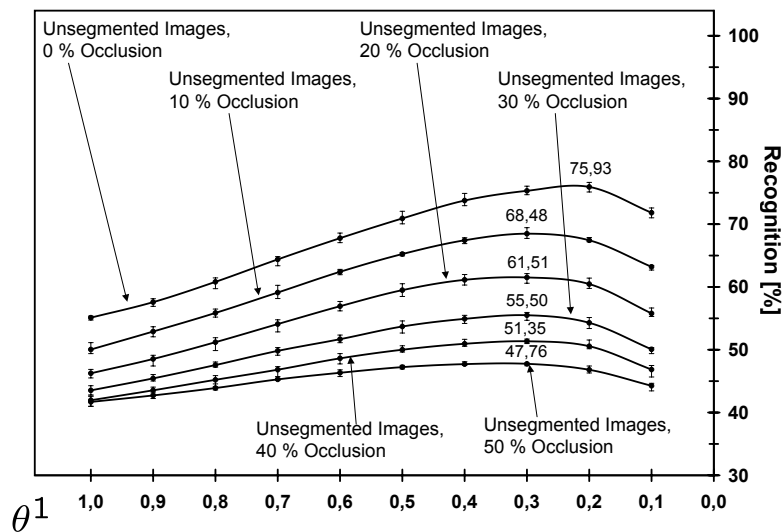 Unsegmented Images,
0 % Occlusion
Unsegmented Images,
10 % Occlusion
Unsegmented Images,
20 % Occlusion
Unsegmented Images,
30 % Occlusion
75,93
68,48
61,51
55,50
51,35
47,76
Unsegmented Images,
40 % Occlusion
Unsegmented Images,
50 % Occlusion
100
90
80
70
60
50
40
30
Recognition [%]
θ¹
1,0 0,9 0,8 0,7 0,6 0,5 0,4 0,3 0,2 0,1 0,0